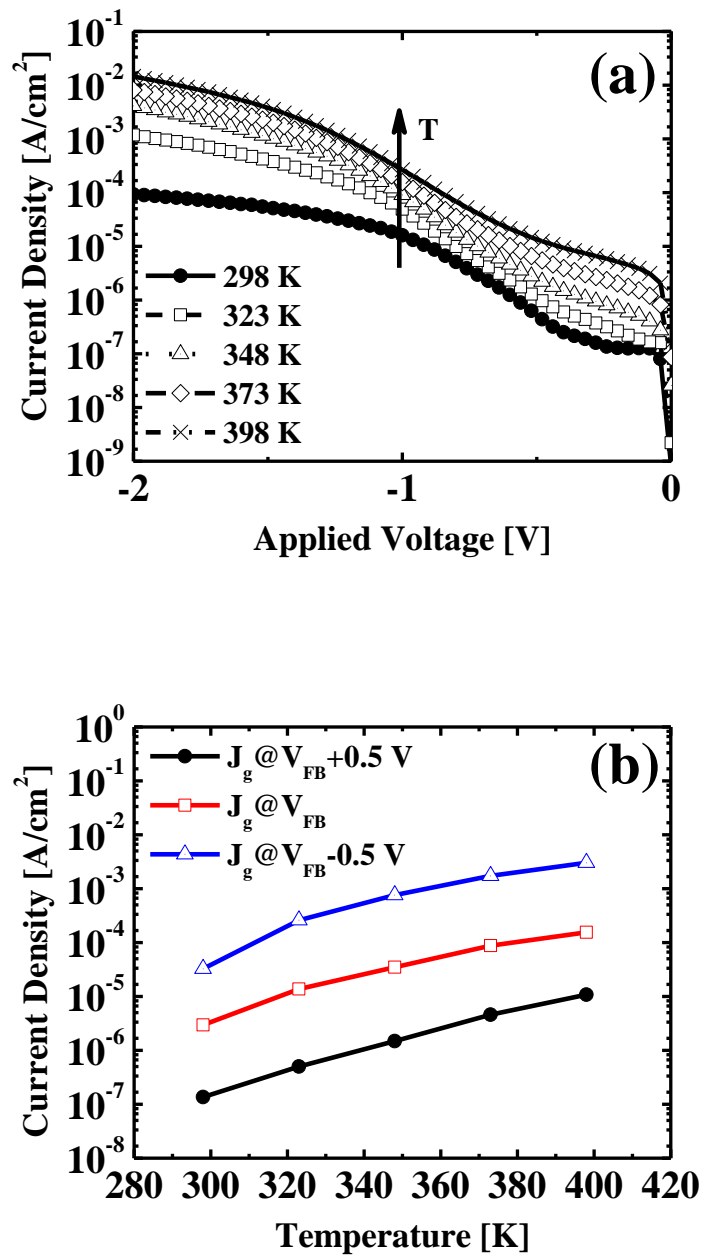 (a)
10^-1
10^-2
10^-3
10^-4
10^-5
10^-6
10^-7
10^-8
10^-9
Current Density [A/cm^2]
T
298 K
323 K
348 K
373 K
398 K
-2 -1 0
Applied Voltage [V]
(b)
10^0
10^-1
10^-2
10^-3
10^-4
10^-5
10^-6
10^-7
10^-8
Current Density [A/cm^2]
J_g@V_FB+0.5 V
J_g@V_FB
J_g@V_FB-0.5 V
280 300 320 340 360 380 400 420
Temperature [K]